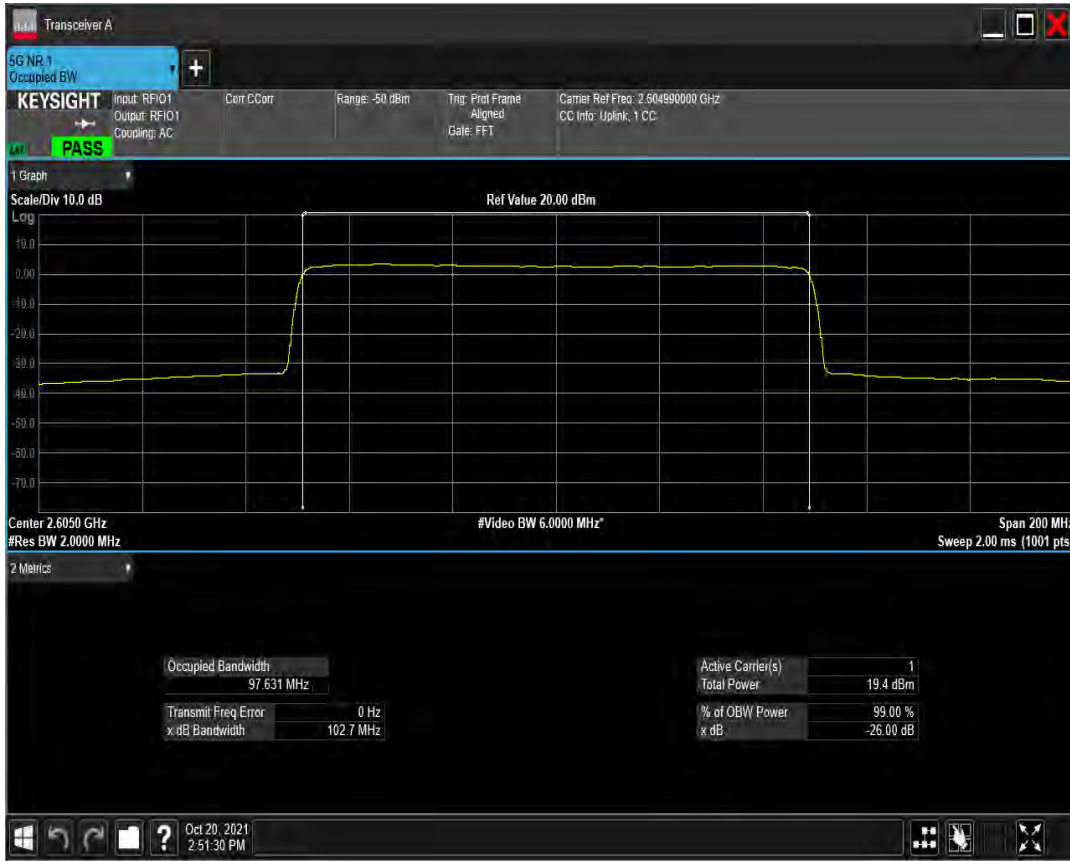 Transceiver A
5G NR 1
Occupied BW
KEYSIGHT
PASS
Input: RFIO1
Output: RFIO1
Coupling: AC
Corr CCorr
Range: -50 dBm
Trig: Prot Frame
Aligned
Gate: FFT
Carrier Ref Freq: 2.604990000 GHz
CC Info: Uplink, 1 CC
1 Graph
Scale/Div 10.0 dB
Ref Value 20.00 dBm
Log
10.0
0.00
-10.0
-20.0
-30.0
-40.0
-50.0
-60.0
-70.0
Center 2.6050 GHz
#Video BW 6.0000 MHz*
Span 200 MHz
#Res BW 2.0000 MHz
Sweep 2.00 ms (1001 pts
2 Metrics
Occupied Bandwidth
97.631 MHz
Transmit Freq Error 0 Hz
x dB Bandwidth 102.7 MHz
Active Carrier(s) 1
Total Power 19.4 dBm
% of OBW Power 99.00 %
x dB -26.00 dB
?
Oct 20, 2021
2:51:30 PM